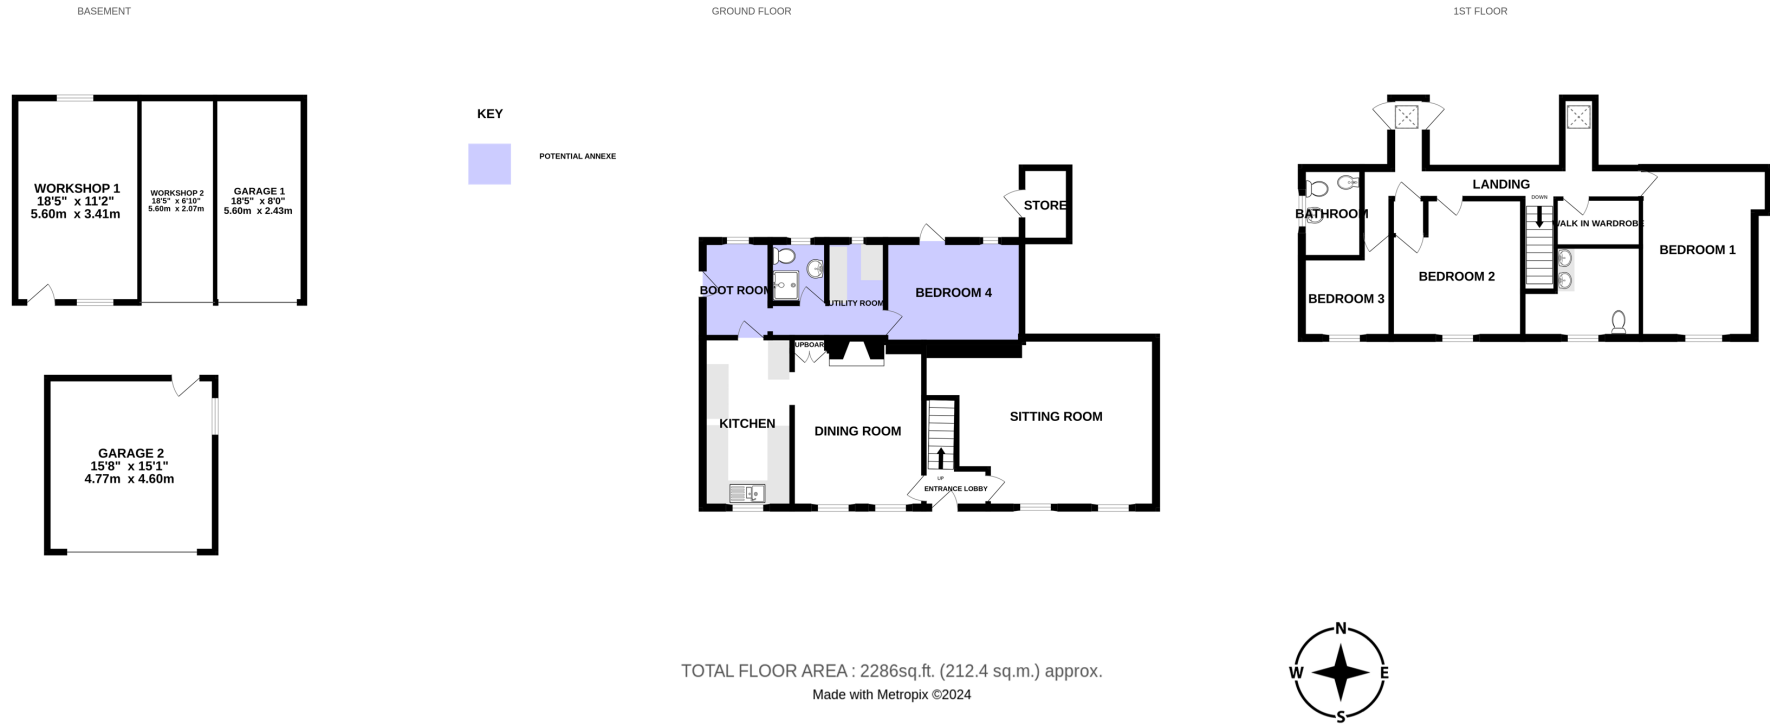 BASEMENT
GROUND FLOOR
1ST FLOOR
KEY
POTENTIAL ANNEXE
WORKSHOP 1
18'5" x 11'2"
5.60m x 3.41m
WORKSHOP 2
18'5" x 6'10"
5.60m x 2.07m
GARAGE 1
18'5" x 8'0"
5.60m x 2.43m
GARAGE 2
15'8" x 15'1"
4.77m x 4.60m
STORE
BOOT ROOM
UTILITY ROOM
BEDROOM 4
UPBOAR
KITCHEN
DINING ROOM
SITTING ROOM
UP
ENTRANCE LOBBY
LANDING
DOWN
BATHROOM
WALK IN WARDROBE
BEDROOM 1
BEDROOM 2
BEDROOM 3
TOTAL FLOOR AREA : 2286sq.ft. (212.4 sq.m.) approx.
Made with Metropix ©2024
N
W E
S